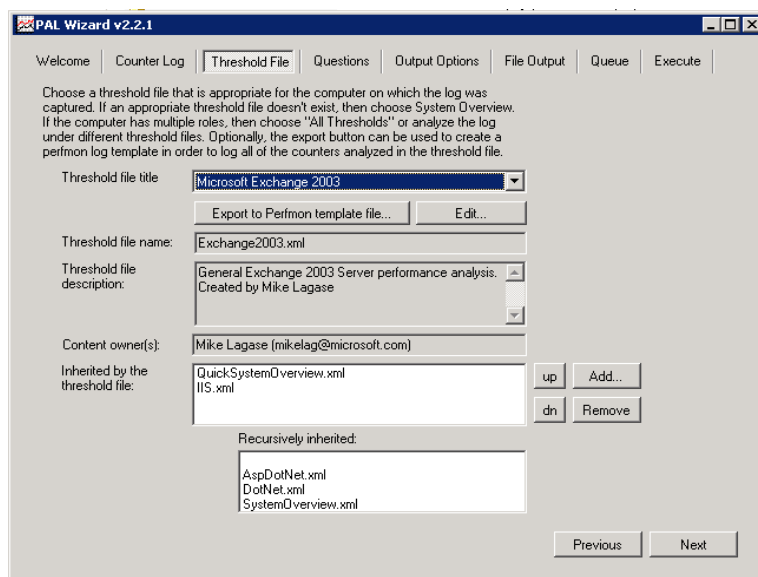 PAL Wizard v2.2.1
Welcome
Counter Log
Threshold File
Questions
Output Options
File Output
Queue
Execute
Choose a threshold file that is appropriate for the computer on which the log was
captured. If an appropriate threshold file doesn't exist, then choose System Overview.
If the computer has multiple roles, then choose "All Thresholds" or analyze the log
under different threshold files. Optionally, the export button can be used to create a
perfmon log template in order to log all of the counters analyzed in the threshold file.
Threshold file title
Microsoft Exchange 2003
Export to Perfmon template file...
Edit...
Threshold file name:
Exchange2003.xml
Threshold file
description:
General Exchange 2003 Server performance analysis.
Created by Mike Lagase
Content owner(s):
Mike Lagase (mikelag@microsoft.com)
Inherited by the
threshold file:
QuickSystemOverview.xml
IIS.xml
up
Add...
dn
Remove
Recursively inherited:
AspDotNet.xml
DotNet.xml
SystemOverview.xml
Previous
Next